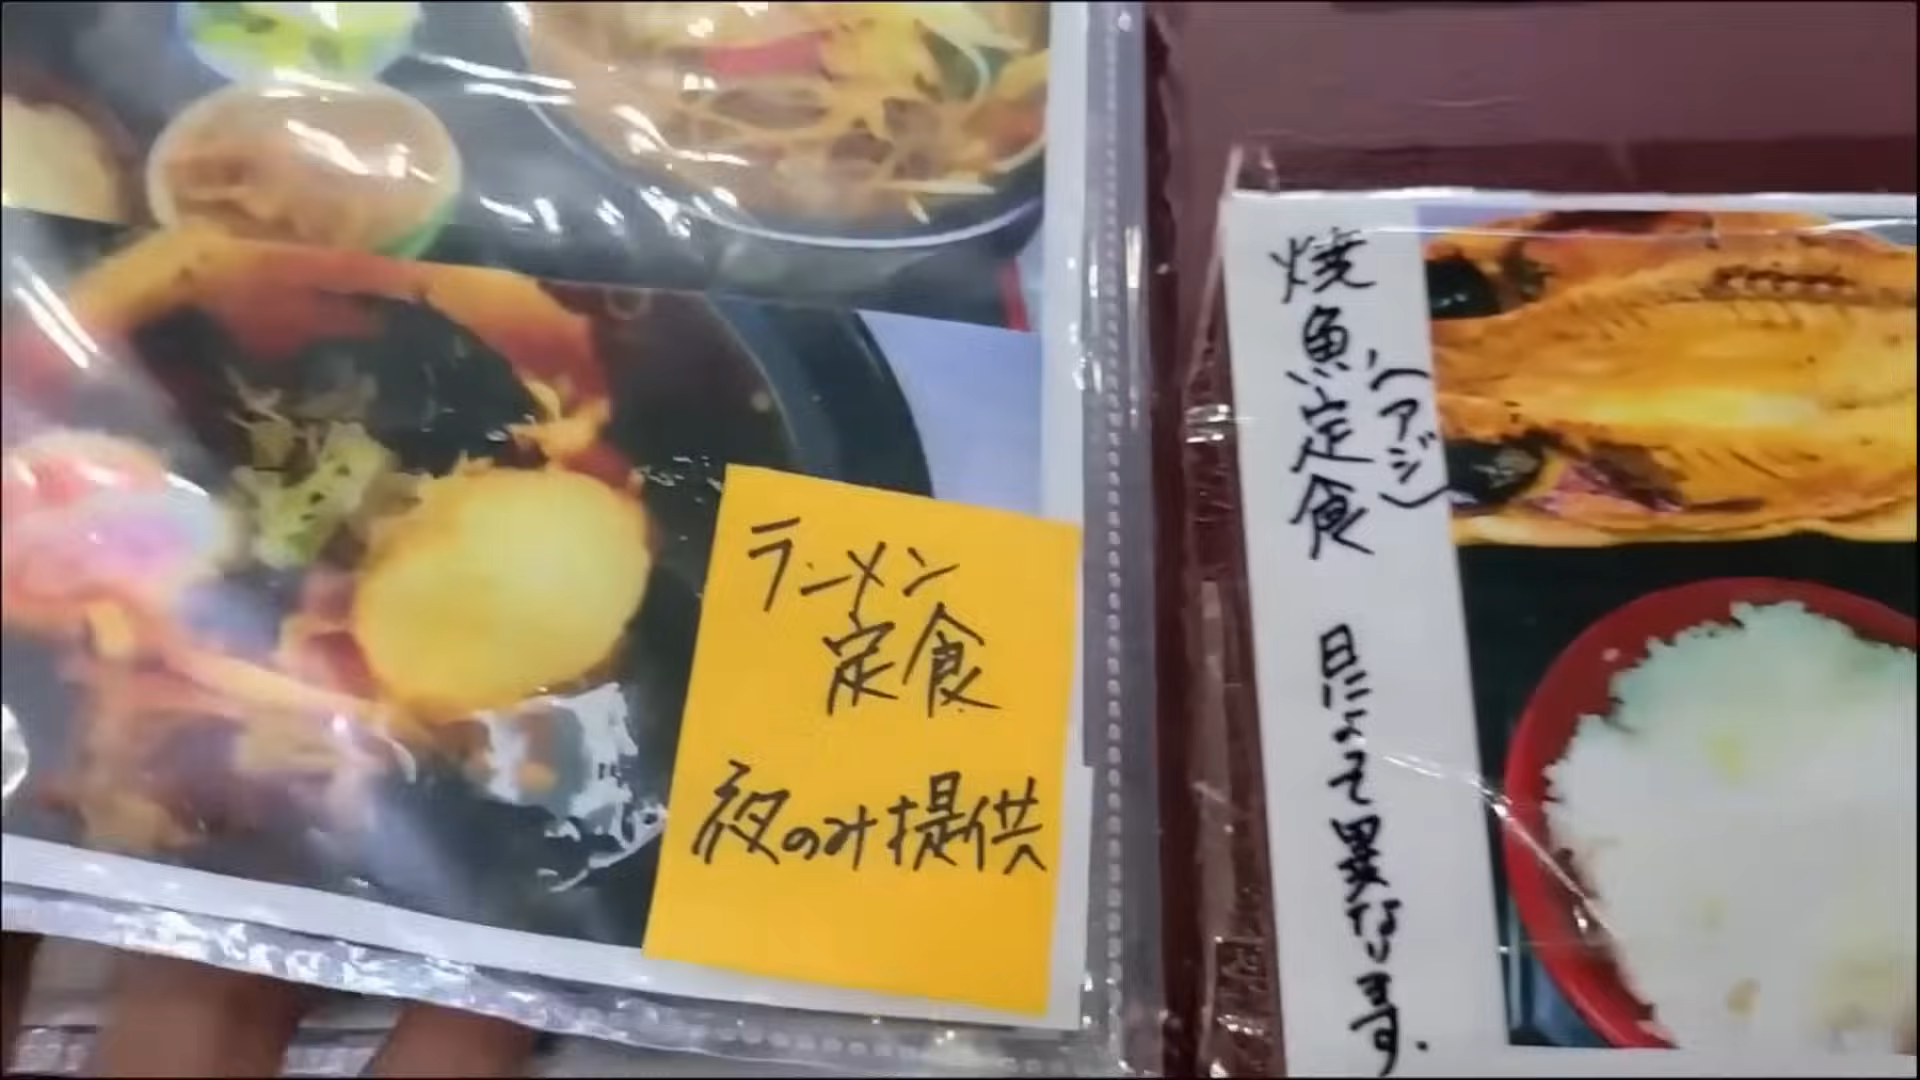 ラーメン
定食
夜のみ提供
焼魚定食
(アジ)
日によって異なります.